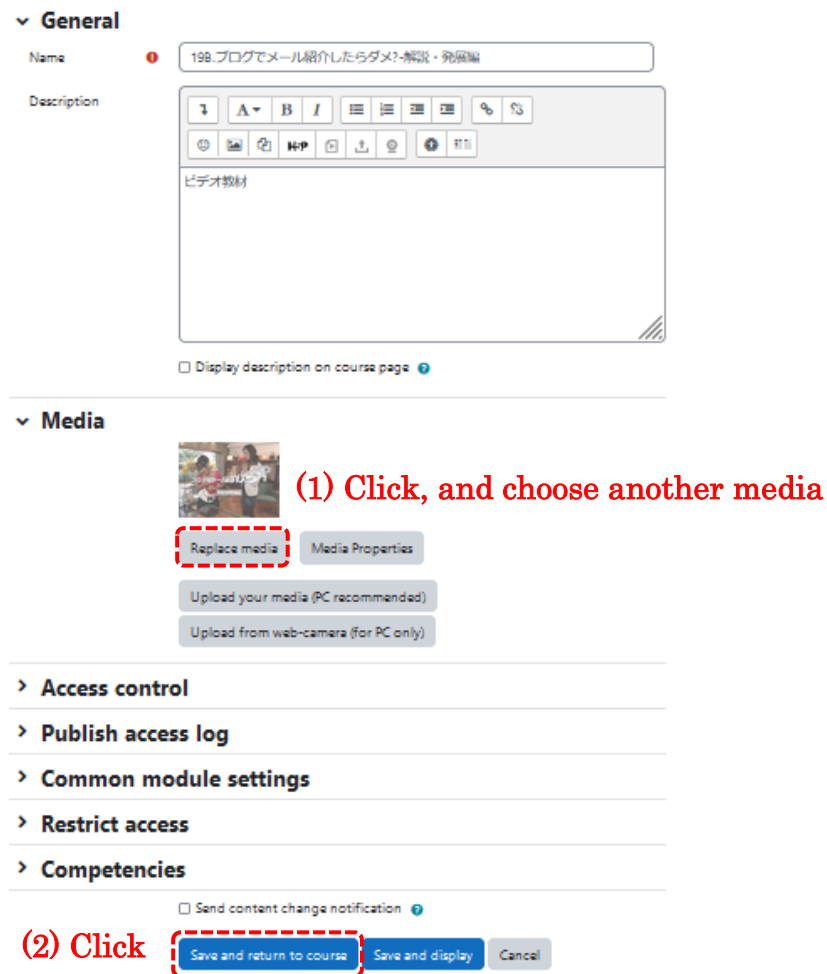 General
Name
19B.ブログでメール紹介したらダメ?-解説・発展編
Description
A B I
H-P
ビデオ教材
Display description on course page
Media
(1) Click, and choose another media
Replace media Media Properties
Upload your media (PC recommended)
Upload from web-camera (for PC only)
Access control
Publish access log
Common module settings
Restrict access
Competencies
Send content change notification
(2) Click
Save and return to course Save and display Cancel